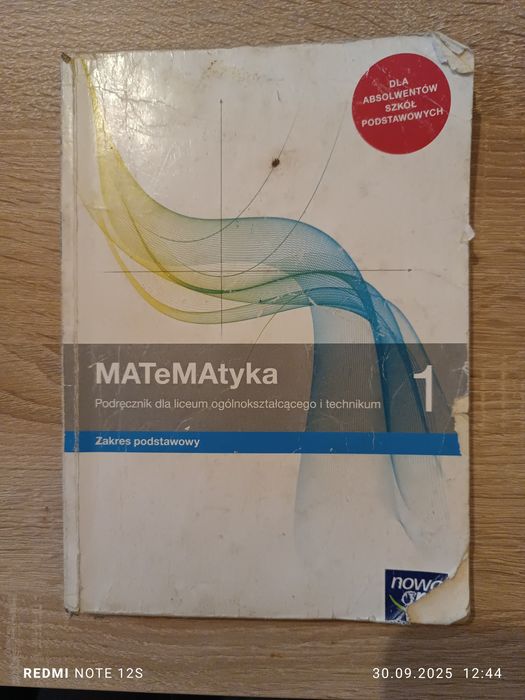 DLA
ABSOLWENTÓW
SZKÓŁ
PODSTAWOWYCH
MATeMAtyka
1
Podręcznik dla liceum ogólnokształcącego i technikum
Zakres podstawowy
nowa
REDMI NOTE 12S
30.09.2025 12:44